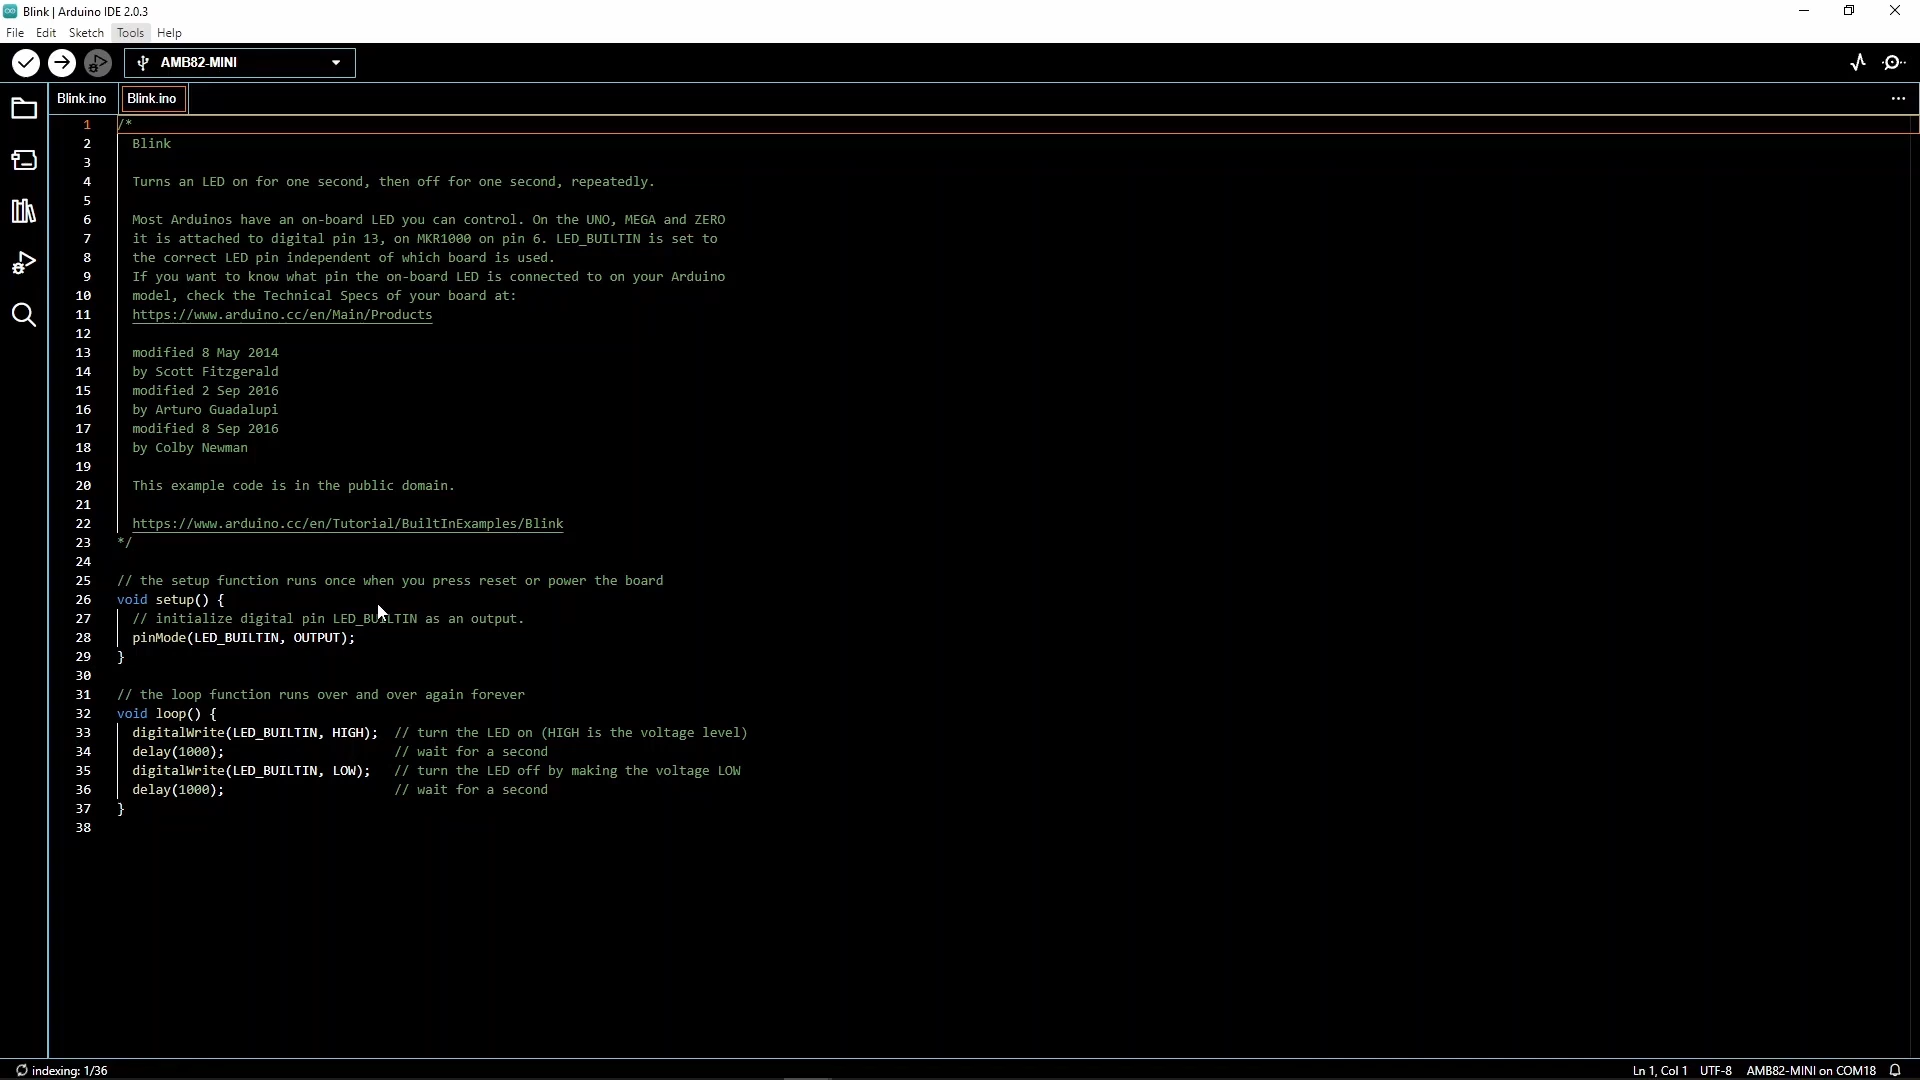 Blink | Arduino IDE 2.0.3
File Edit Sketch Tools Help
AMB82-MINI
Blink.ino Blink.ino
1 /*
2 Blink
3
4 Turns an LED on for one second, then off for one second, repeatedly.
5
6 Most Arduinos have an on-board LED you can control. On the UNO, MEGA and ZERO
7 it is attached to digital pin 13, on MKR1000 on pin 6. LED_BUILTIN is set to
8 the correct LED pin independent of which board is used.
9 If you want to know what pin the on-board LED is connected to on your Arduino
10 model, check the Technical Specs of your board at:
11 https://www.arduino.cc/en/Main/Products
12
13 modified 8 May 2014
14 by Scott Fitzgerald
15 modified 2 Sep 2016
16 by Arturo Guadalupi
17 modified 8 Sep 2016
18 by Colby Newman
19
20 This example code is in the public domain.
21
22 https://www.arduino.cc/en/Tutorial/BuiltInExamples/Blink
23 */
24
25 // the setup function runs once when you press reset or power the board
26 void setup() {
27 // initialize digital pin LED_BUILTIN as an output.
28 pinMode(LED_BUILTIN, OUTPUT);
29 }
30
31 // the loop function runs over and over again forever
32 void loop() {
33 digitalWrite(LED_BUILTIN, HIGH); // turn the LED on (HIGH is the voltage level)
34 delay(1000); // wait for a second
35 digitalWrite(LED_BUILTIN, LOW); // turn the LED off by making the voltage LOW
36 delay(1000); // wait for a second
37 }
38
indexing: 1/36 Ln 1, Col 1 UTF-8 AMB82-MINI on COM18